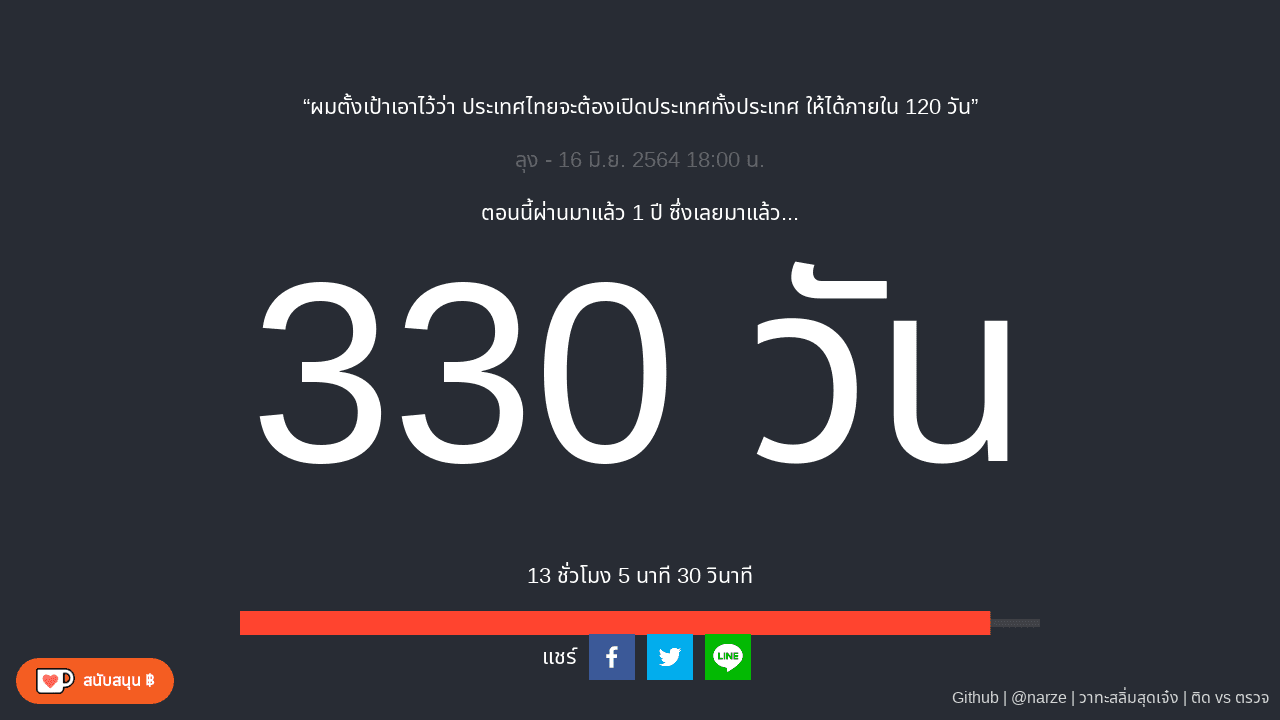 “ผมตั้งเป้าเอาไว้ว่า ประเทศไทยจะต้องเปิดประเทศทั้งประเทศ ให้ได้ภายใน 120 วัน”
ลุง - 16 มิ.ย. 2564 18:00 น.
ตอนนี้ผ่านมาแล้ว 1 ปี ซึ่งเลยมาแล้ว...
330 วัน
13 ชั่วโมง 5 นาที 30 วินาที
แชร์
LINE
สนับสนุน ฿
Github | @narze | วาทะสลิ่มสุดเจ๋ง | ติด vs ตรวจ